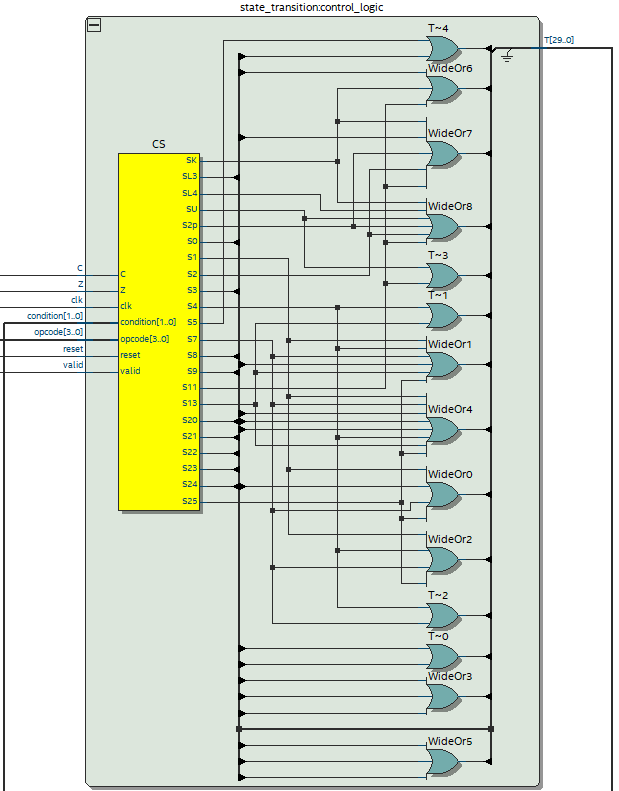 state_transition:control_logic
CS
SK
SL3
SL4
SU
S2p
S0
S1
S2
S3
S4
S5
S7
S8
S9
S11
S13
S20
S21
S22
S23
S24
S25
C
Z
clk
condition[1..0]
opcode[3..0]
reset
valid
C
Z
clk
condition[1..0]
opcode[3..0]
reset
valid
T~4
WideOr6
WideOr7
WideOr8
T~3
T~1
WideOr1
WideOr4
WideOr0
WideOr2
T~2
T~0
WideOr3
WideOr5
T[29..0]